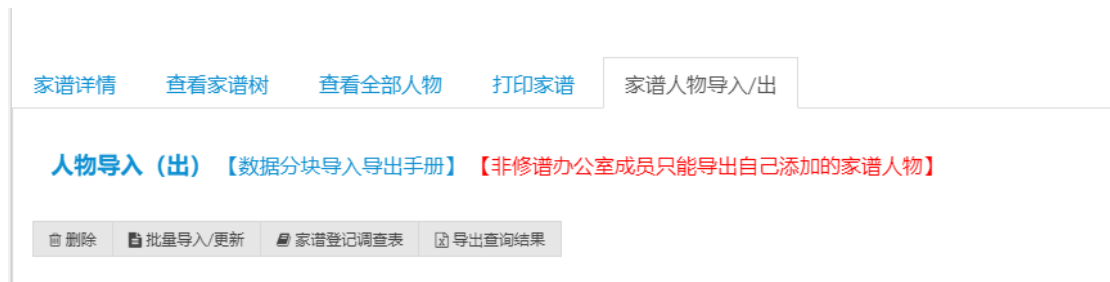 家谱详情 查看家谱树 查看全部人物 打印家谱 家谱人物导入/出
人物导入（出）【数据分块导入导出手册】【非修谱办公室成员只能导出自己添加的家谱人物】
删除 批量导入/更新 家谱登记调查表 导出查询结果